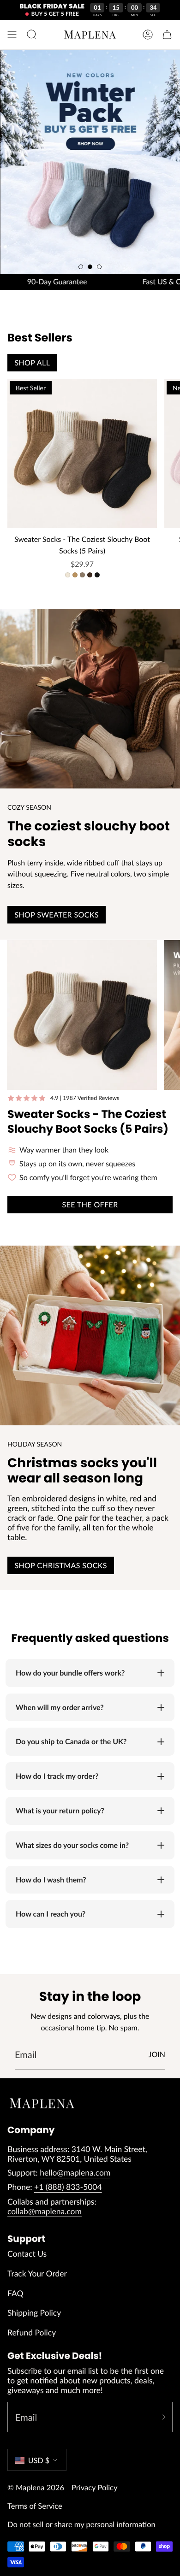 BLACK FRIDAY SALE
BUY 5 GET 5 FREE
01 : 15 : 00 : 34
DAYS HRS MIN SEC
MAPLENA
NEW COLORS
Winter
Pack
BUY 5 GET 5 FREE
SHOP NOW
90-Day Guarantee
Fast US & C
Best Sellers
SHOP ALL
Best Seller
Ne
Sweater Socks - The Coziest Slouchy Boot
Socks (5 Pairs)
$29.97
COZY SEASON
The coziest slouchy boot
socks
Plush terry inside, wide ribbed cuff that stays up
without squeezing. Five neutral colors, two simple
sizes.
SHOP SWEATER SOCKS
4.9 | 1987 Verified Reviews
Sweater Socks - The Coziest
Slouchy Boot Socks (5 Pairs)
Way warmer than they look
Stays up on its own, never squeezes
So comfy you'll forget you're wearing them
SEE THE OFFER
HOLIDAY SEASON
Christmas socks you'll
wear all season long
Ten embroidered designs in white, red and
green, stitched into the cuff so they never
crack or fade. One pair for the teacher, a pack
of five for the family, all ten for the whole
table.
SHOP CHRISTMAS SOCKS
Frequently asked questions
How do your bundle offers work?
When will my order arrive?
Do you ship to Canada or the UK?
How do I track my order?
What is your return policy?
What sizes do your socks come in?
How do I wash them?
How can I reach you?
Stay in the loop
New designs and colorways, plus the
occasional home tip. No spam.
Email
JOIN
MAPLENA
Company
Business address: 3140 W. Main Street,
Riverton, WY 82501, United States
Support: hello@maplena.com
Phone: +1 (888) 833-5004
Collabs and partnerships:
collab@maplena.com
Support
Contact Us
Track Your Order
FAQ
Shipping Policy
Refund Policy
Get Exclusive Deals!
Subscribe to our email list to be the first one
to get notified about new products, deals,
giveaways and much more!
Email
USD $
© Maplena 2026 Privacy Policy
Terms of Service
Do not sell or share my personal information